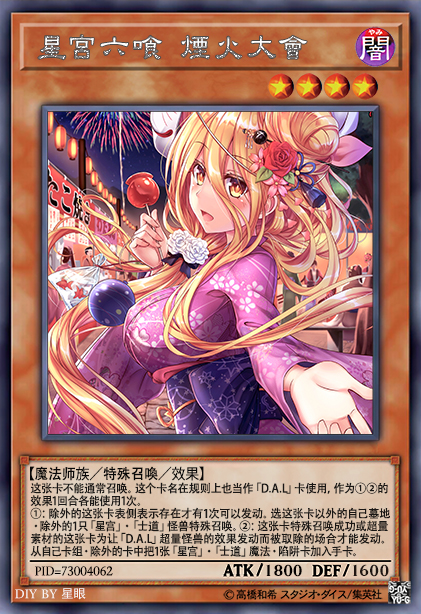 星宮六喰 煙火大會
やみ
闇
たこ焼き
【魔法师族／特殊召唤／效果】
这张卡不能通常召唤。这个卡名在规则上也当作「D.A.L」卡使用，作为①②的
效果1回合各能使用1次。
①：除外的这张卡表侧表示存在才有1次可以发动。选这张卡以外的自己墓地
·除外的1只「星宫」·「士道」怪兽特殊召唤。②：这张卡特殊召唤成功或超量
素材的这张卡为让「D.A.L」超量怪兽的效果发动而被取除的场合才能发动。
从自己卡组·除外的卡中把1张「星宫」·「士道」魔法·陷阱卡加入手卡。
PID=73004062
ATK/1800 DEF/1600
DIY BY 星眼
©高橋和希 スタジオ・ダイス/集英社